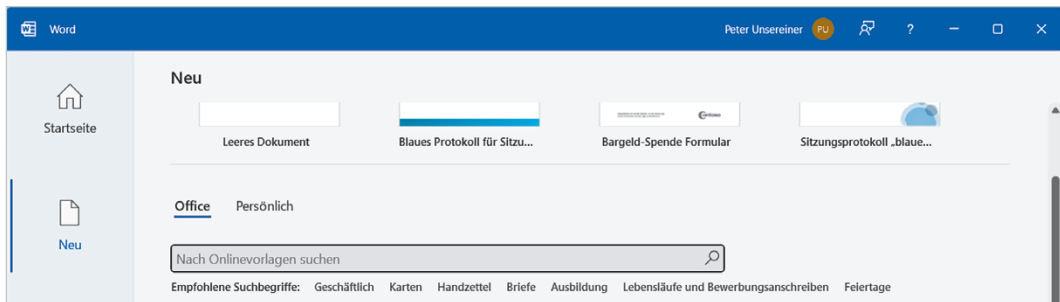 Word
Peter Unsereiner PU ?
Neu
Startseite
Contoso
Leeres Dokument
Blaues Protokoll für Sitzu...
Bargeld-Spende Formular
Sitzungsprotokoll „blaue...
Office Persönlich
Neu
Nach Onlinevorlagen suchen
Empfohlene Suchbegriffe: Geschäftlich Karten Handzettel Briefe Ausbildung Lebensläufe und Bewerbungsanschreiben Feiertage